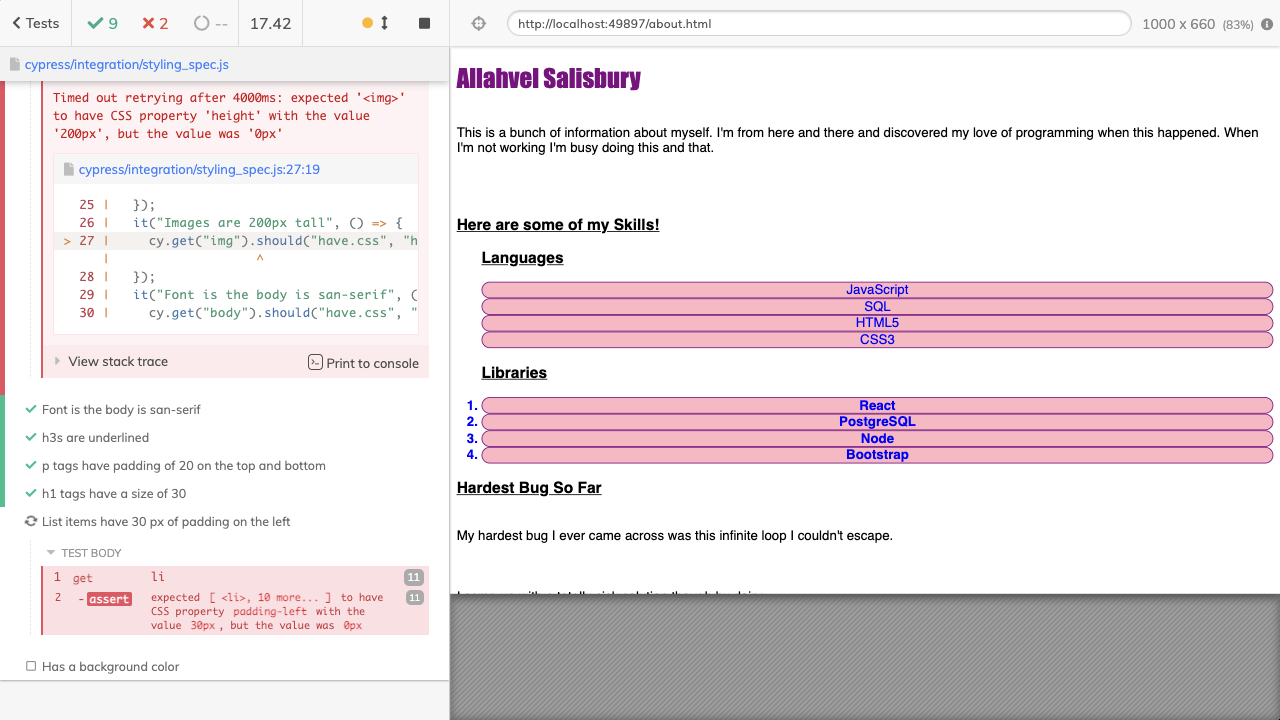 Tests
9
2
--
17.42
http://localhost:49897/about.html
1000 x 660 (83%)
cypress/integration/styling_spec.js
Timed out retrying after 4000ms: expected '<img>'
to have CSS property 'height' with the value
'200px', but the value was '0px'
cypress/integration/styling_spec.js:27:19
25 | });
26 | it("Images are 200px tall", () => {
> 27 | cy.get("img").should("have.css", "h
| ^
28 | });
29 | it("Font is the body is san-serif", (
30 | cy.get("body").should("have.css", "
View stack trace
Print to console
Font is the body is san-serif
h3s are underlined
p tags have padding of 20 on the top and bottom
h1 tags have a size of 30
List items have 30 px of padding on the left
TEST BODY
1 get li 11
2 -assert expected [ <li>, 10 more... ] to have 11
CSS property padding-left with the
value 30px, but the value was 0px
Has a background color
Allahvel Salisbury
This is a bunch of information about myself. I'm from here and there and discovered my love of programming when this happened. When
I'm not working I'm busy doing this and that.
Here are some of my Skills!
Languages
JavaScript
SQL
HTML5
CSS3
Libraries
1. React
2. PostgreSQL
3. Node
4. Bootstrap
Hardest Bug So Far
My hardest bug I ever came across was this infinite loop I couldn't escape.